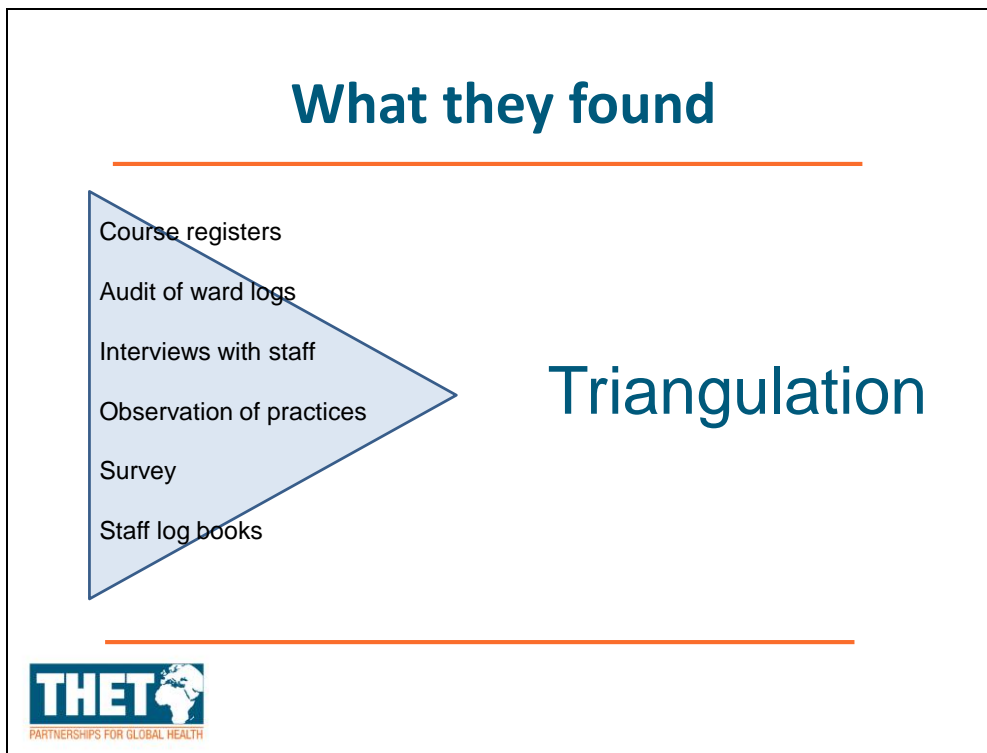 What they found
Course registers
Audit of ward logs
Interviews with staff
Observation of practices
Survey
Staff log books
Triangulation
THET
PARTNERSHIPS FOR GLOBAL HEALTH